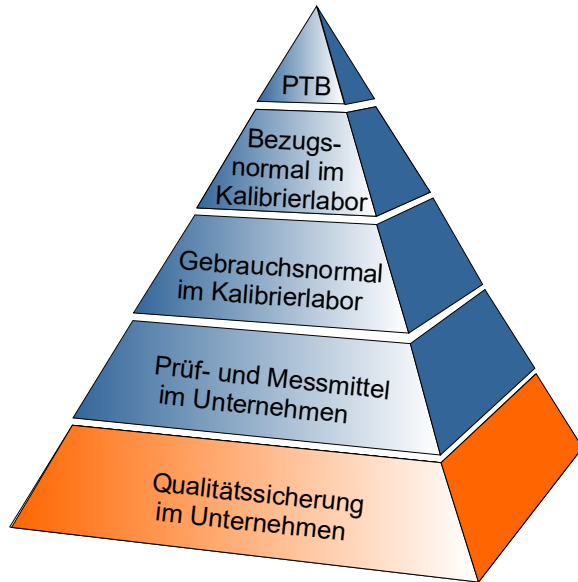 PTB
Bezugs-
normal im
Kalibrierlabor
Gebrauchsnormal
im Kalibrierlabor
Prüf- und Messmittel
im Unternehmen
Qualitätssicherung
im Unternehmen